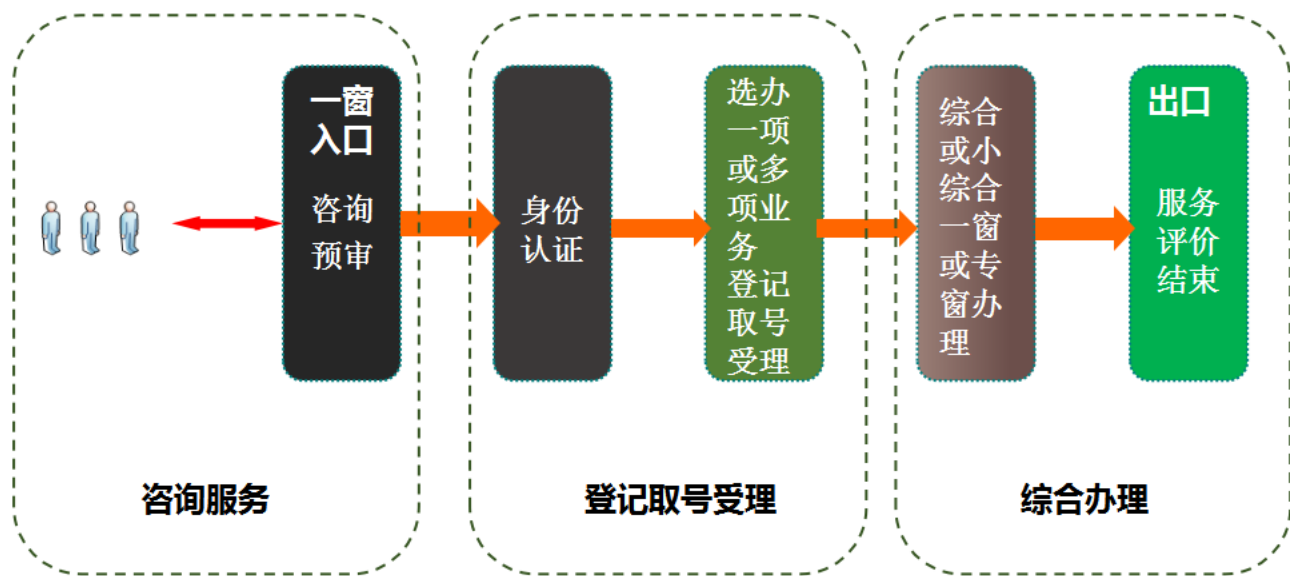 一窗
入口
咨询
预审
身份
认证
选办
一项
或多
项业
务
登记
取号
受理
综合
或小
综合
一窗
或专
窗办
理
出口
服务
评价
结束
咨询服务
登记取号受理
综合办理